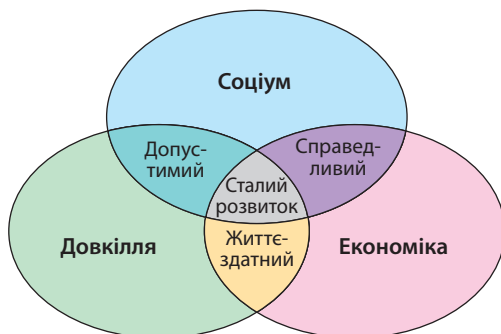 Соціум
Допус-
тимий
Справед-
ливий
Сталий
розвиток
Довкілля
Життє-
здатний
Економіка